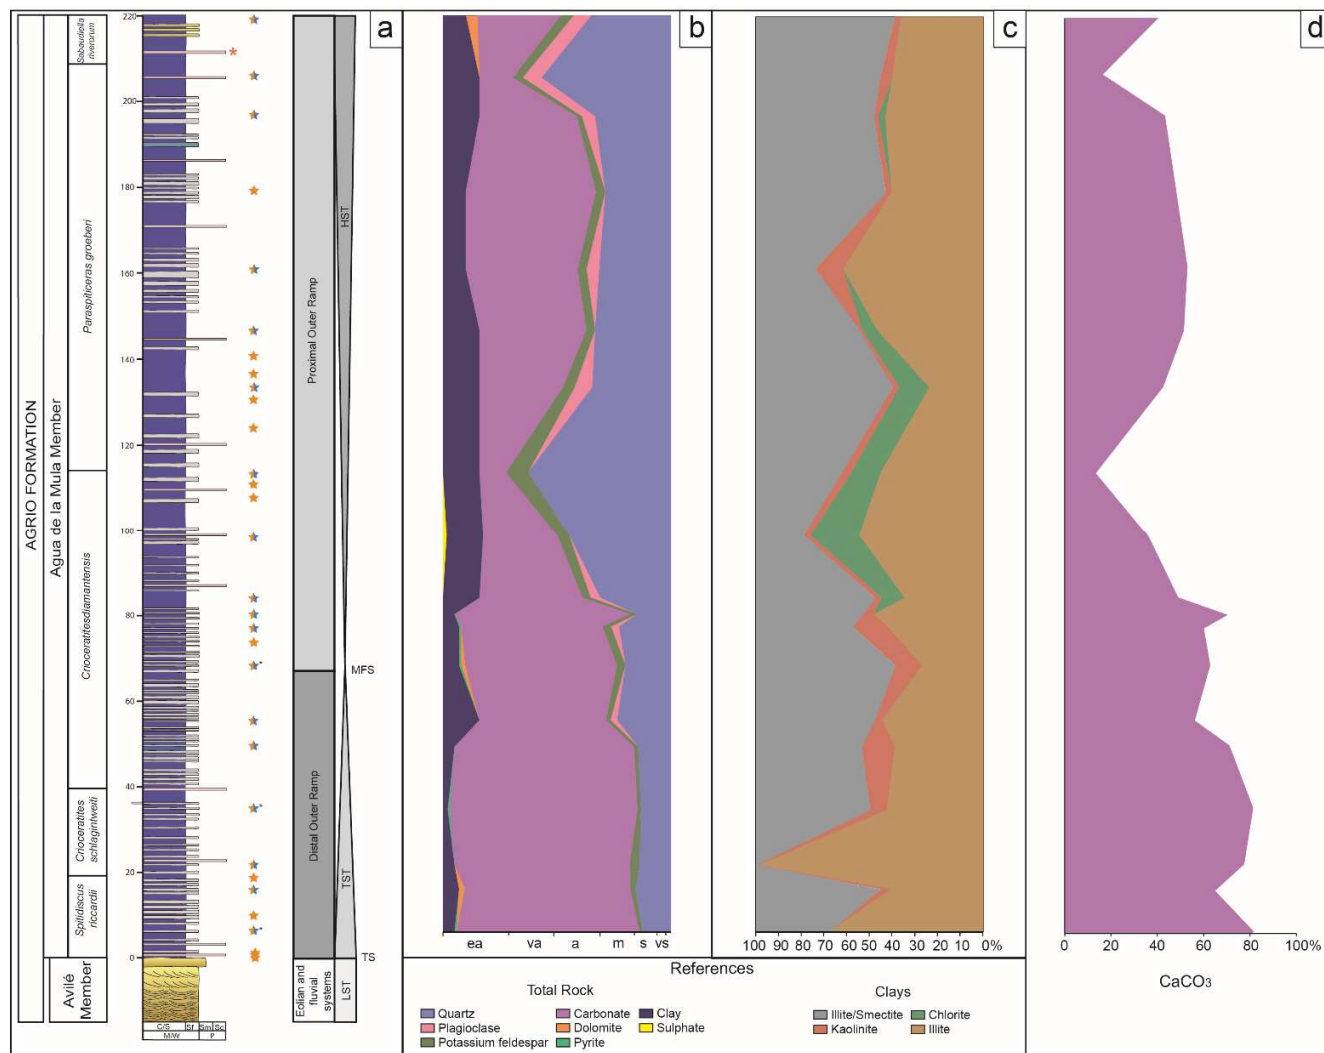 a
b
c
d
AGRIO FORMATION
Agua de la Mula Member
Avilé
Member
Sabaudiella
riverorum
Paraspiticeras groeberi
Crioceratitesdiamantensis
Crioceratites
schlagintweiti
Spitidiscus
riccardii
220
200
180
160
140
120
100
80
60
40
20
0
C/S
Sf
Sm
Sc
M/W
P
Proximal Outer Ramp
Distal Outer Ramp
Eolian and
fluvial
systems
HST
TST
LST
MFS
TS
ea
va
a
m
s
vs
100 90 80 70 60 50 40 30 20 10 0%
0 20 40 60 80 100%
CaCO3
References
Total Rock
Quartz
Plagioclase
Potassium feldespar
Carbonate
Dolomite
Pyrite
Clay
Sulphate
Clays
Illite/Smectite
Kaolinite
Chlorite
Illite